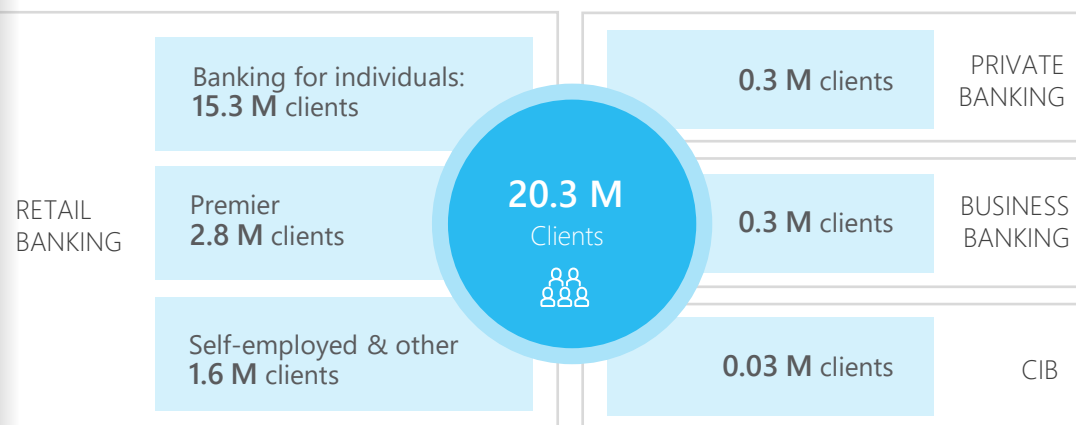 RETAIL
BANKING
Banking for individuals:
15.3 M clients
Premier
2.8 M clients
Self-employed & other
1.6 M clients
20.3 M
Clients
0.3 M clients
PRIVATE
BANKING
0.3 M clients
BUSINESS
BANKING
0.03 M clients
CIB